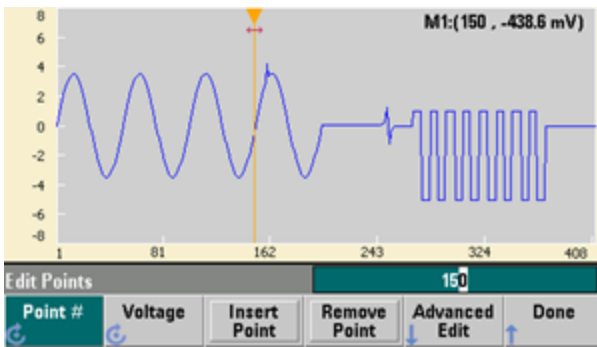 8
M1:(150 , -438.6 mV)
6
4
2
0
-2
-4
-6
-8
1 81 162 243 324 408
Edit Points 150
Point # Voltage Insert Point Remove Point Advanced Edit Done